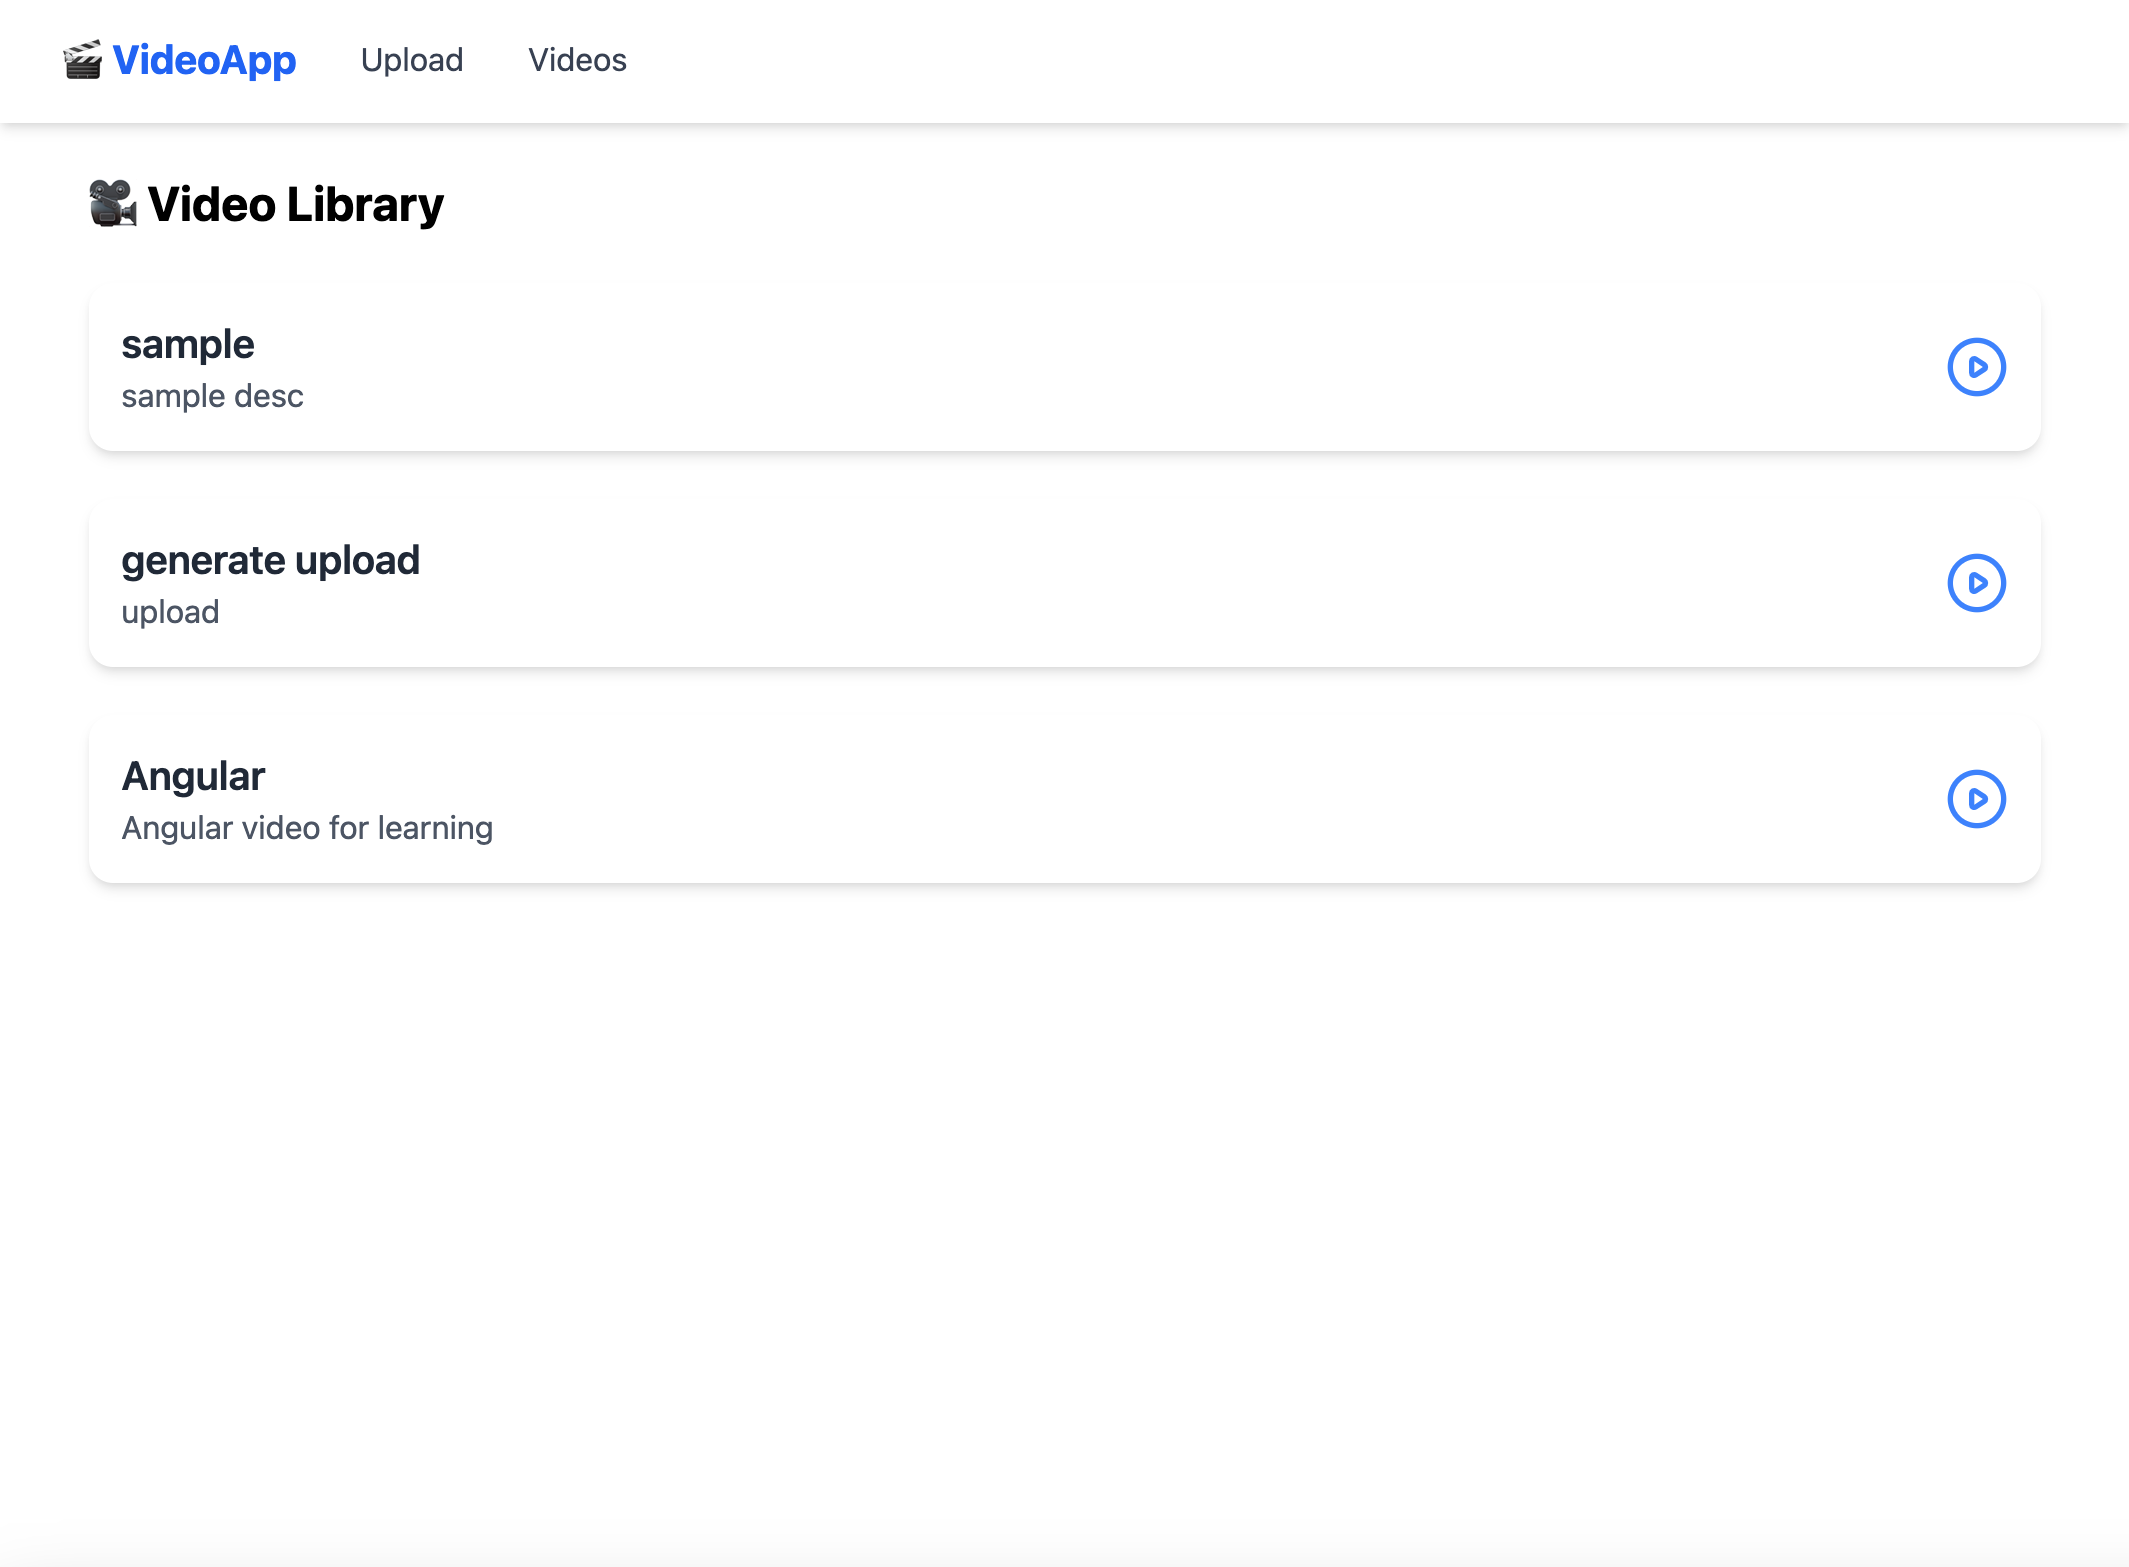 VideoApp Upload Videos
Video Library
sample
sample desc
generate upload
upload
Angular
Angular video for learning